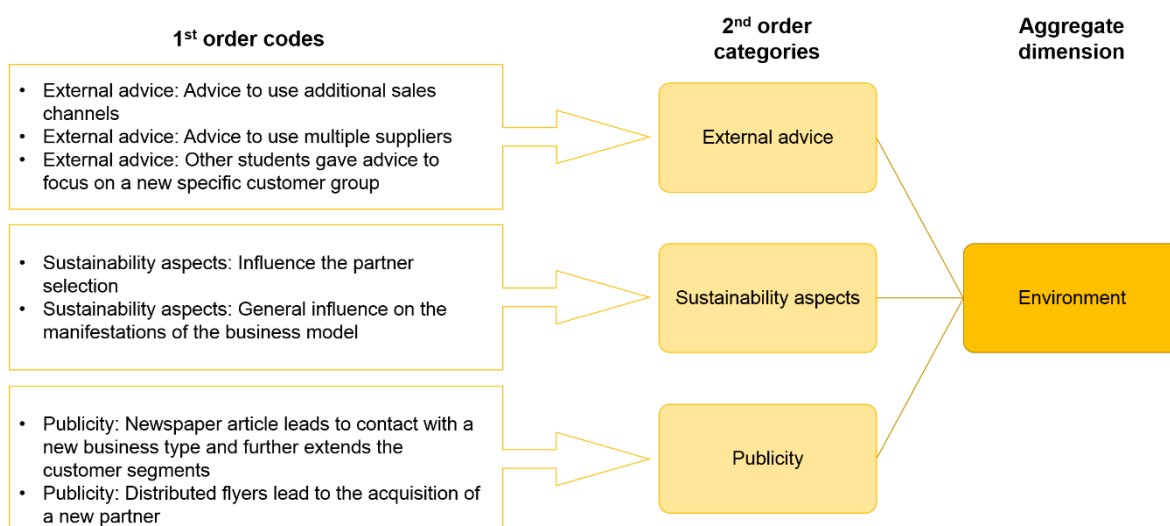 1st order codes
2nd order
categories
Aggregate
dimension
• External advice: Advice to use additional sales
channels
• External advice: Advice to use multiple suppliers
• External advice: Other students gave advice to
focus on a new specific customer group
External advice
• Sustainability aspects: Influence the partner
selection
• Sustainability aspects: General influence on the
manifestations of the business model
Sustainability aspects
Environment
• Publicity: Newspaper article leads to contact with a
new business type and further extends the
customer segments
• Publicity: Distributed flyers lead to the acquisition of
a new partner
Publicity